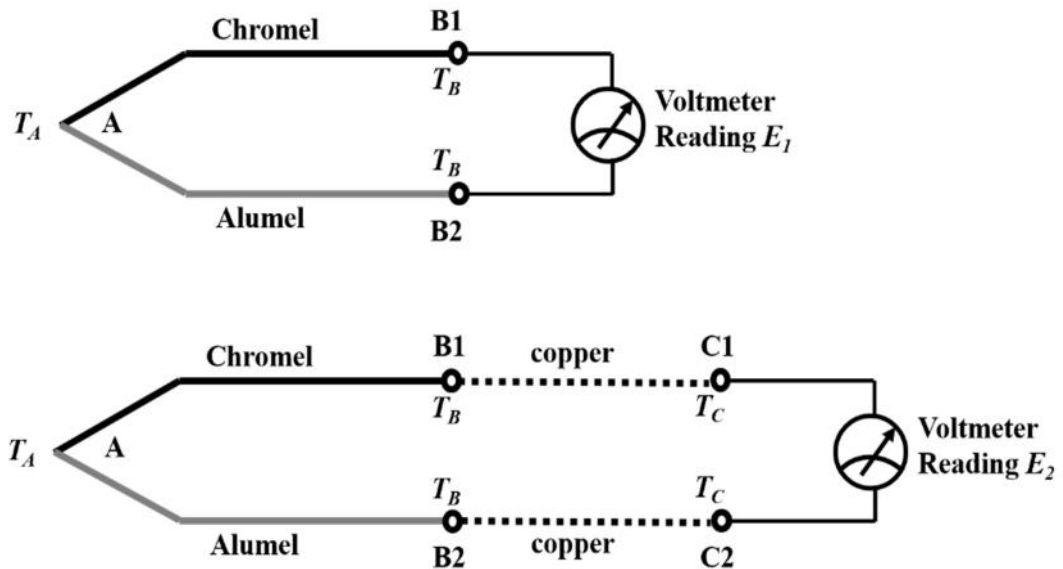 Chromel
B1
T_B
T_A
A
Voltmeter
Reading E_1
T_B
Alumel
B2
Chromel
B1
copper
C1
T_B
T_C
T_A
A
Voltmeter
Reading E_2
T_B
T_C
Alumel
B2
copper
C2